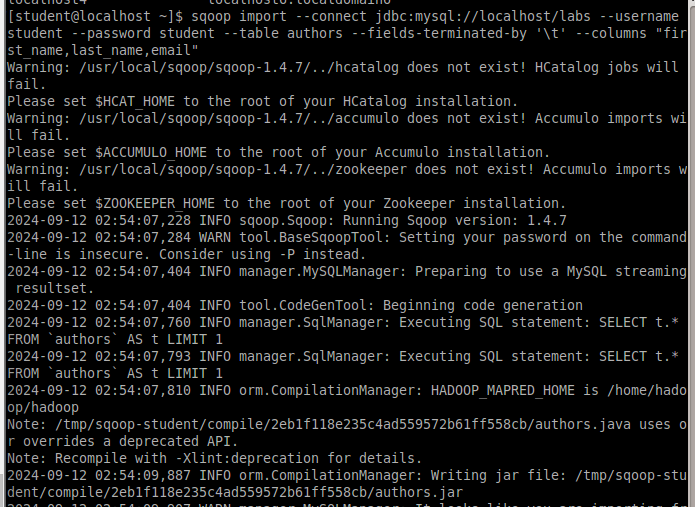 [student@localhost ~]$ sqoop import --connect jdbc:mysql://localhost/labs --username
student --password student --table authors --fields-terminated-by '\t' --columns "fir
st_name,last_name,email"
Warning: /usr/local/sqoop/sqoop-1.4.7/../hcatalog does not exist! HCatalog jobs will
fail.
Please set $HCAT_HOME to the root of your HCatalog installation.
Warning: /usr/local/sqoop/sqoop-1.4.7/../accumulo does not exist! Accumulo imports wi
ll fail.
Please set $ACCUMULO_HOME to the root of your Accumulo installation.
Warning: /usr/local/sqoop/sqoop-1.4.7/../zookeeper does not exist! Accumulo imports w
ill fail.
Please set $ZOOKEEPER_HOME to the root of your Zookeeper installation.
2024-09-12 02:54:07,228 INFO sqoop.Sqoop: Running Sqoop version: 1.4.7
2024-09-12 02:54:07,284 WARN tool.BaseSqoopTool: Setting your password on the command
-line is insecure. Consider using -P instead.
2024-09-12 02:54:07,404 INFO manager.MySQLManager: Preparing to use a MySQL streaming
 resultset.
2024-09-12 02:54:07,404 INFO tool.CodeGenTool: Beginning code generation
2024-09-12 02:54:07,760 INFO manager.SqlManager: Executing SQL statement: SELECT t.*
FROM `authors` AS t LIMIT 1
2024-09-12 02:54:07,793 INFO manager.SqlManager: Executing SQL statement: SELECT t.*
FROM `authors` AS t LIMIT 1
2024-09-12 02:54:07,810 INFO orm.CompilationManager: HADOOP_MAPRED_HOME is /home/hado
op/hadoop
Note: /tmp/sqoop-student/compile/2eb1f118e235c4ad559572b61ff558cb/authors.java uses o
r overrides a deprecated API.
Note: Recompile with -Xlint:deprecation for details.
2024-09-12 02:54:09,887 INFO orm.CompilationManager: Writing jar file: /tmp/sqoop-stu
dent/compile/2eb1f118e235c4ad559572b61ff558cb/authors.jar